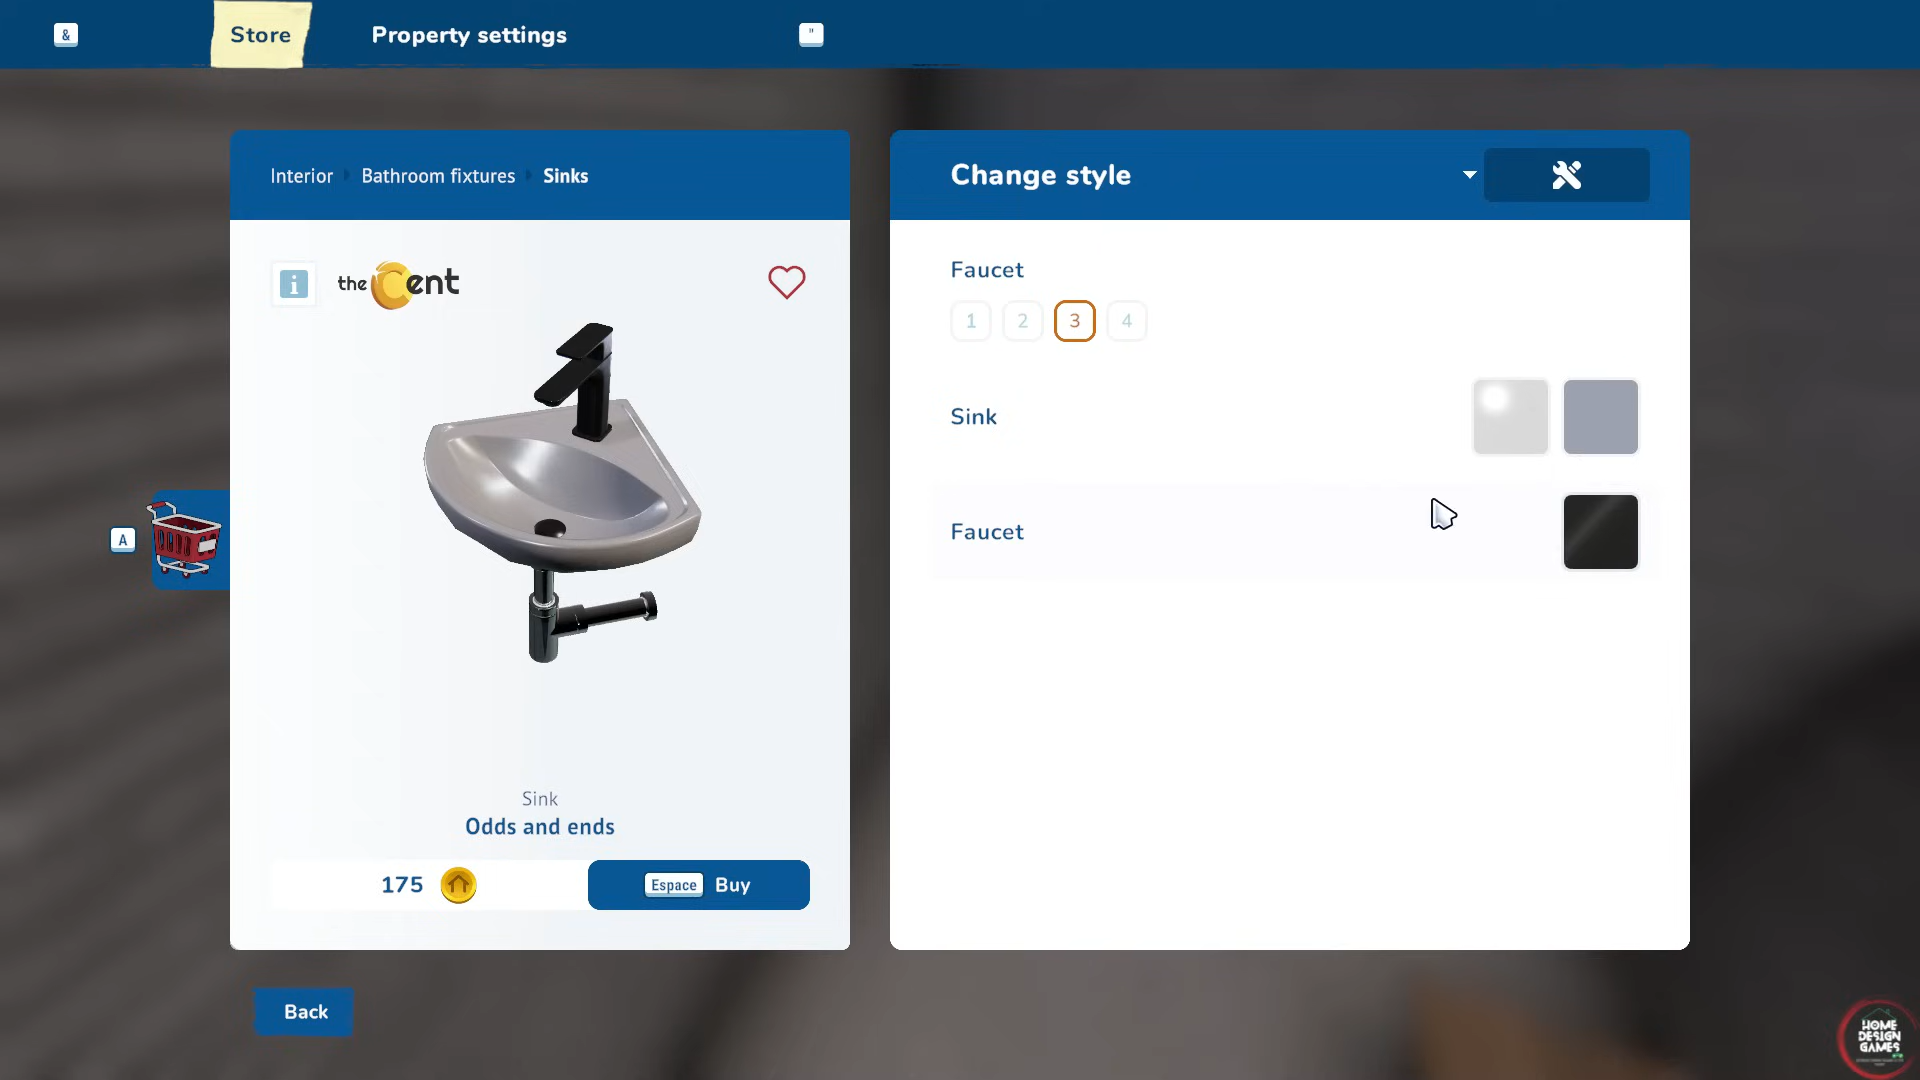 &
Store
Property settings
"
Interior Bathroom fixtures Sinks
i
the Cent
Sink
Odds and ends
175
Espace Buy
A
Back
Change style
Faucet
1 2 3 4
Sink
Faucet
HOME
DESIGN
GAMES